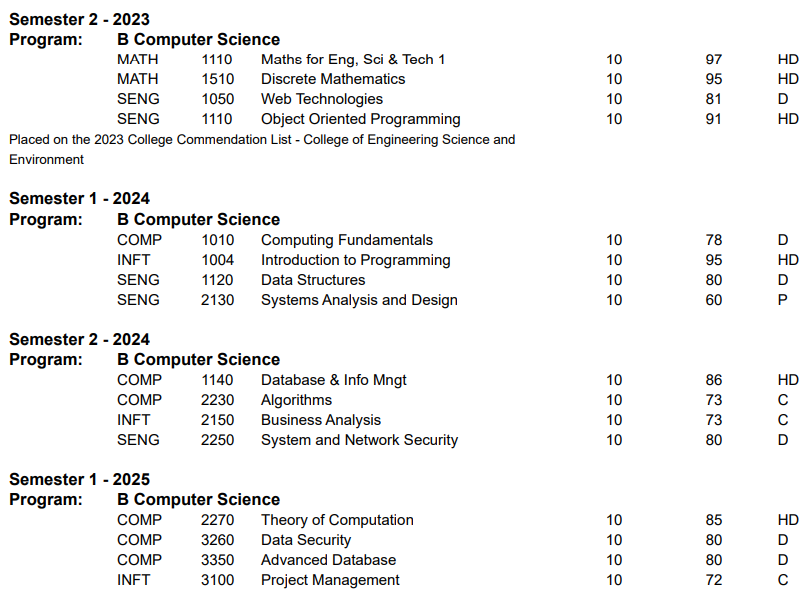 Semester 2 - 2023
Program: B Computer Science
MATH 1110 Maths for Eng, Sci & Tech 1 10 97 HD
MATH 1510 Discrete Mathematics 10 95 HD
SENG 1050 Web Technologies 10 81 D
SENG 1110 Object Oriented Programming 10 91 HD
Placed on the 2023 College Commendation List - College of Engineering Science and
Environment
Semester 1 - 2024
Program: B Computer Science
COMP 1010 Computing Fundamentals 10 78 D
INFT 1004 Introduction to Programming 10 95 HD
SENG 1120 Data Structures 10 80 D
SENG 2130 Systems Analysis and Design 10 60 P
Semester 2 - 2024
Program: B Computer Science
COMP 1140 Database & Info Mngt 10 86 HD
COMP 2230 Algorithms 10 73 C
INFT 2150 Business Analysis 10 73 C
SENG 2250 System and Network Security 10 80 D
Semester 1 - 2025
Program: B Computer Science
COMP 2270 Theory of Computation 10 85 HD
COMP 3260 Data Security 10 80 D
COMP 3350 Advanced Database 10 80 D
INFT 3100 Project Management 10 72 C